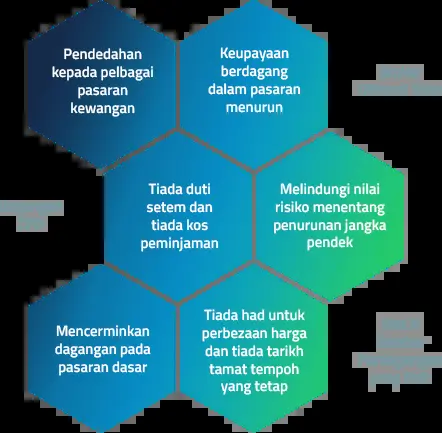 Pendedahan
kepada pelbagai
pasaran
kewangan
Keupayaan
berdagang
dalam pasaran
menurun
Tiada duti
setem dan
tiada kos
peminjaman
Melindungi nilai
risiko menentang
penurunan jangka
pendek
Mencerminkan
dagangan pada
pasaran dasar
Tiada had untuk
perbezaan harga
dan tiada tarikh
tamat tempoh
yang tetap